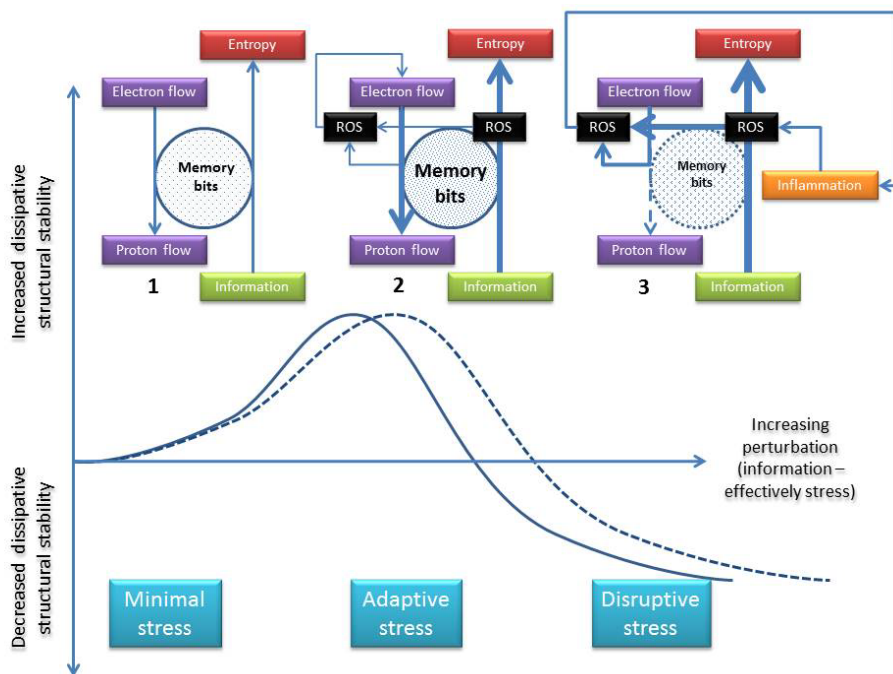 Entropy
Electron flow
Memory
bits
Proton flow
1
Information
Entropy
Electron flow
ROS
ROS
Memory
bits
Proton flow
2
Information
Entropy
Electron flow
ROS
ROS
Memory
bits
Inflammation
Proton flow
3
Information
Increased dissipative
structural stability
Decreased dissipative
structural stability
Increasing
perturbation
(information –
effectively stress)
Minimal
stress
Adaptive
stress
Disruptive
stress